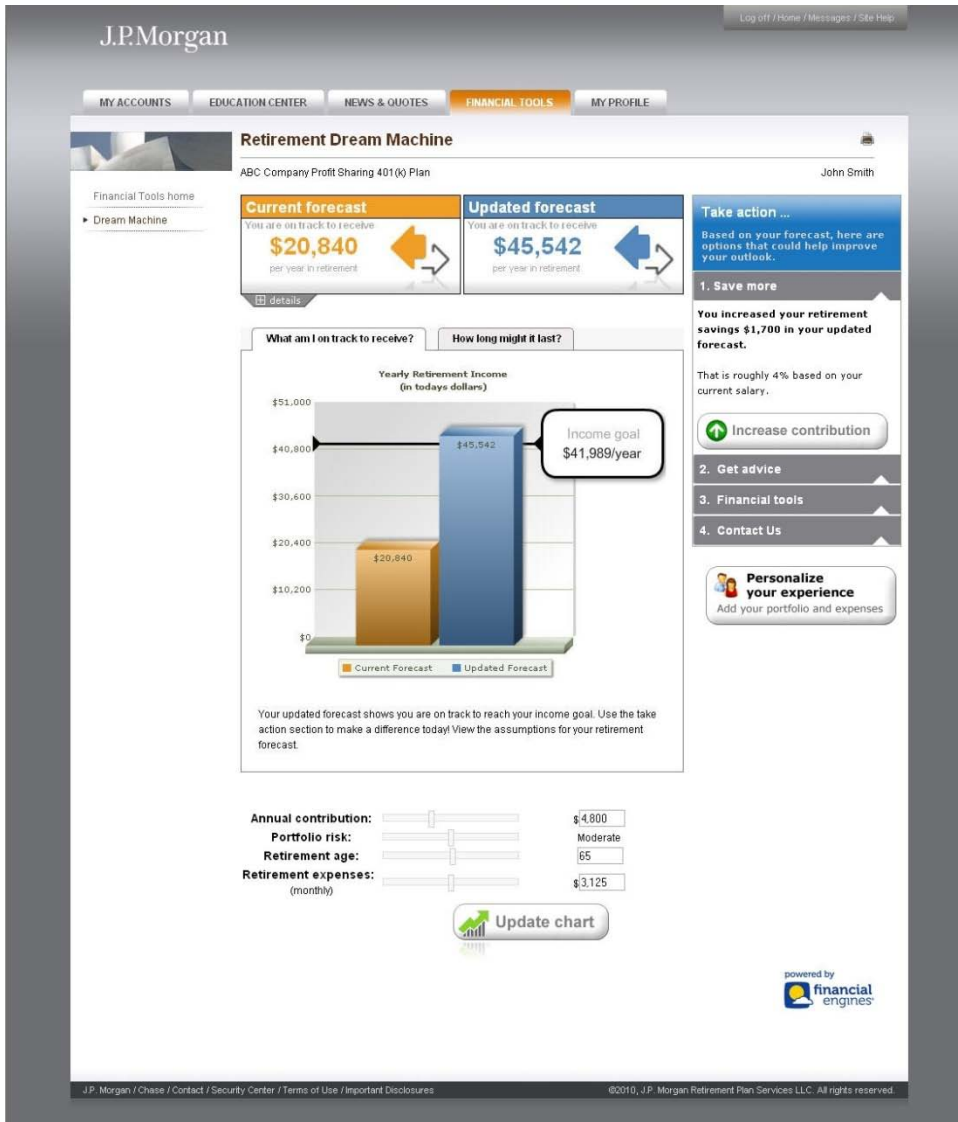 Log off / Home / Messages / Site Help
J.P.Morgan
MY ACCOUNTS EDUCATION CENTER NEWS & QUOTES FINANCIAL TOOLS MY PROFILE
Retirement Dream Machine
ABC Company Profit Sharing 401(k) Plan John Smith
Financial Tools home
Dream Machine
Current forecast
You are on track to receive
$20,840
per year in retirement
details
Updated forecast
You are on track to receive
$45,542
per year in retirement
What am I on track to receive? How long might it last?
Yearly Retirement Income
(in todays dollars)
$51,000
$40,800
$30,600
$20,400
$10,200
$0
$20,840
$45,542
Income goal
$41,989/year
Current Forecast Updated Forecast
Your updated forecast shows you are on track to reach your income goal. Use the take
action section to make a difference today! View the assumptions for your retirement
forecast.
Take action ...
Based on your forecast, here are
options that could help improve
your outlook.
1. Save more
You increased your retirement
savings $1,700 in your updated
forecast.
That is roughly 4% based on your
current salary.
Increase contribution
2. Get advice
3. Financial tools
4. Contact Us
Personalize
your experience
Add your portfolio and expenses
Annual contribution: $4,800
Portfolio risk: Moderate
Retirement age: 65
Retirement expenses: $3,125
(monthly)
Update chart
powered by
financial
engines
J.P. Morgan / Chase / Contact / Security Center / Terms of Use / Important Disclosures ©2010, J.P. Morgan Retirement Plan Services LLC. All rights reserved.